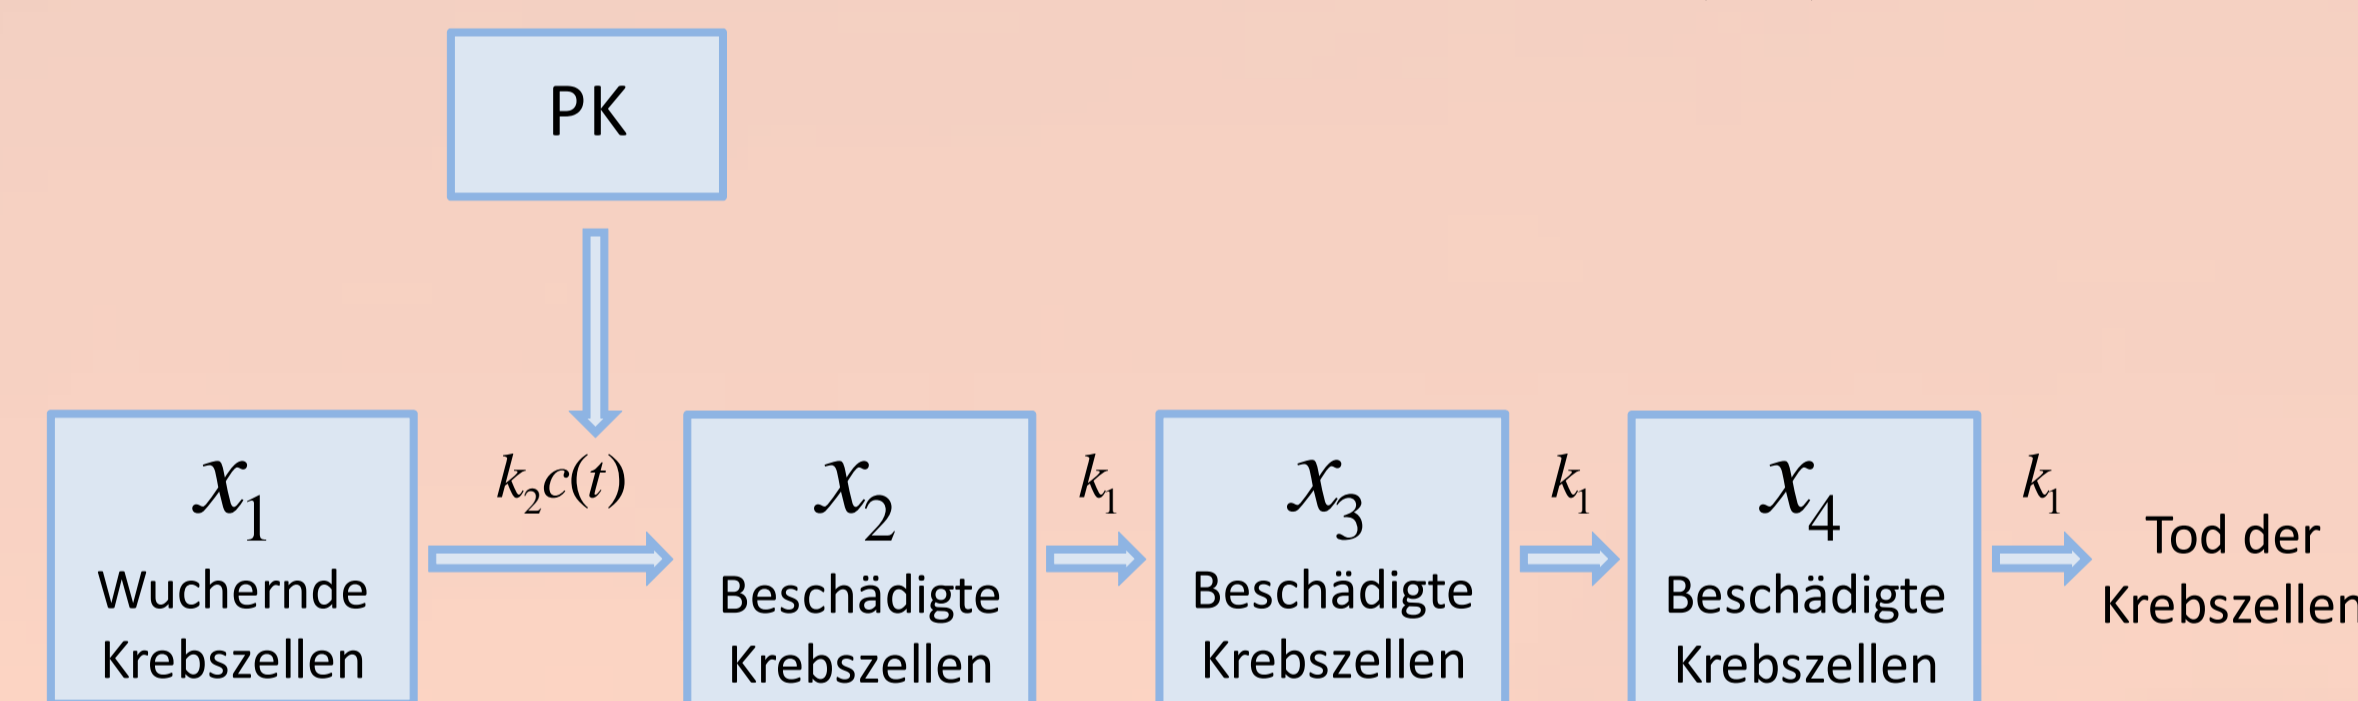 PK
x₁
Wuchernde
Krebszellen
k₂c(t)
x₂
Beschädigte
Krebszellen
k₁
x₃
Beschädigte
Krebszellen
k₁
x₄
Beschädigte
Krebszellen
k₁
Tod der
Krebszellen